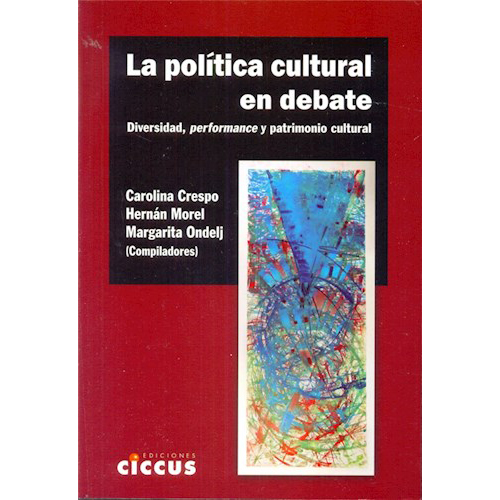 La política cultural
en debate
Diversidad, performance y patrimonio cultural
Carolina Crespo
Hernán Morel
Margarita Ondelj
(Compiladores)
EDICIONES
CICCUS